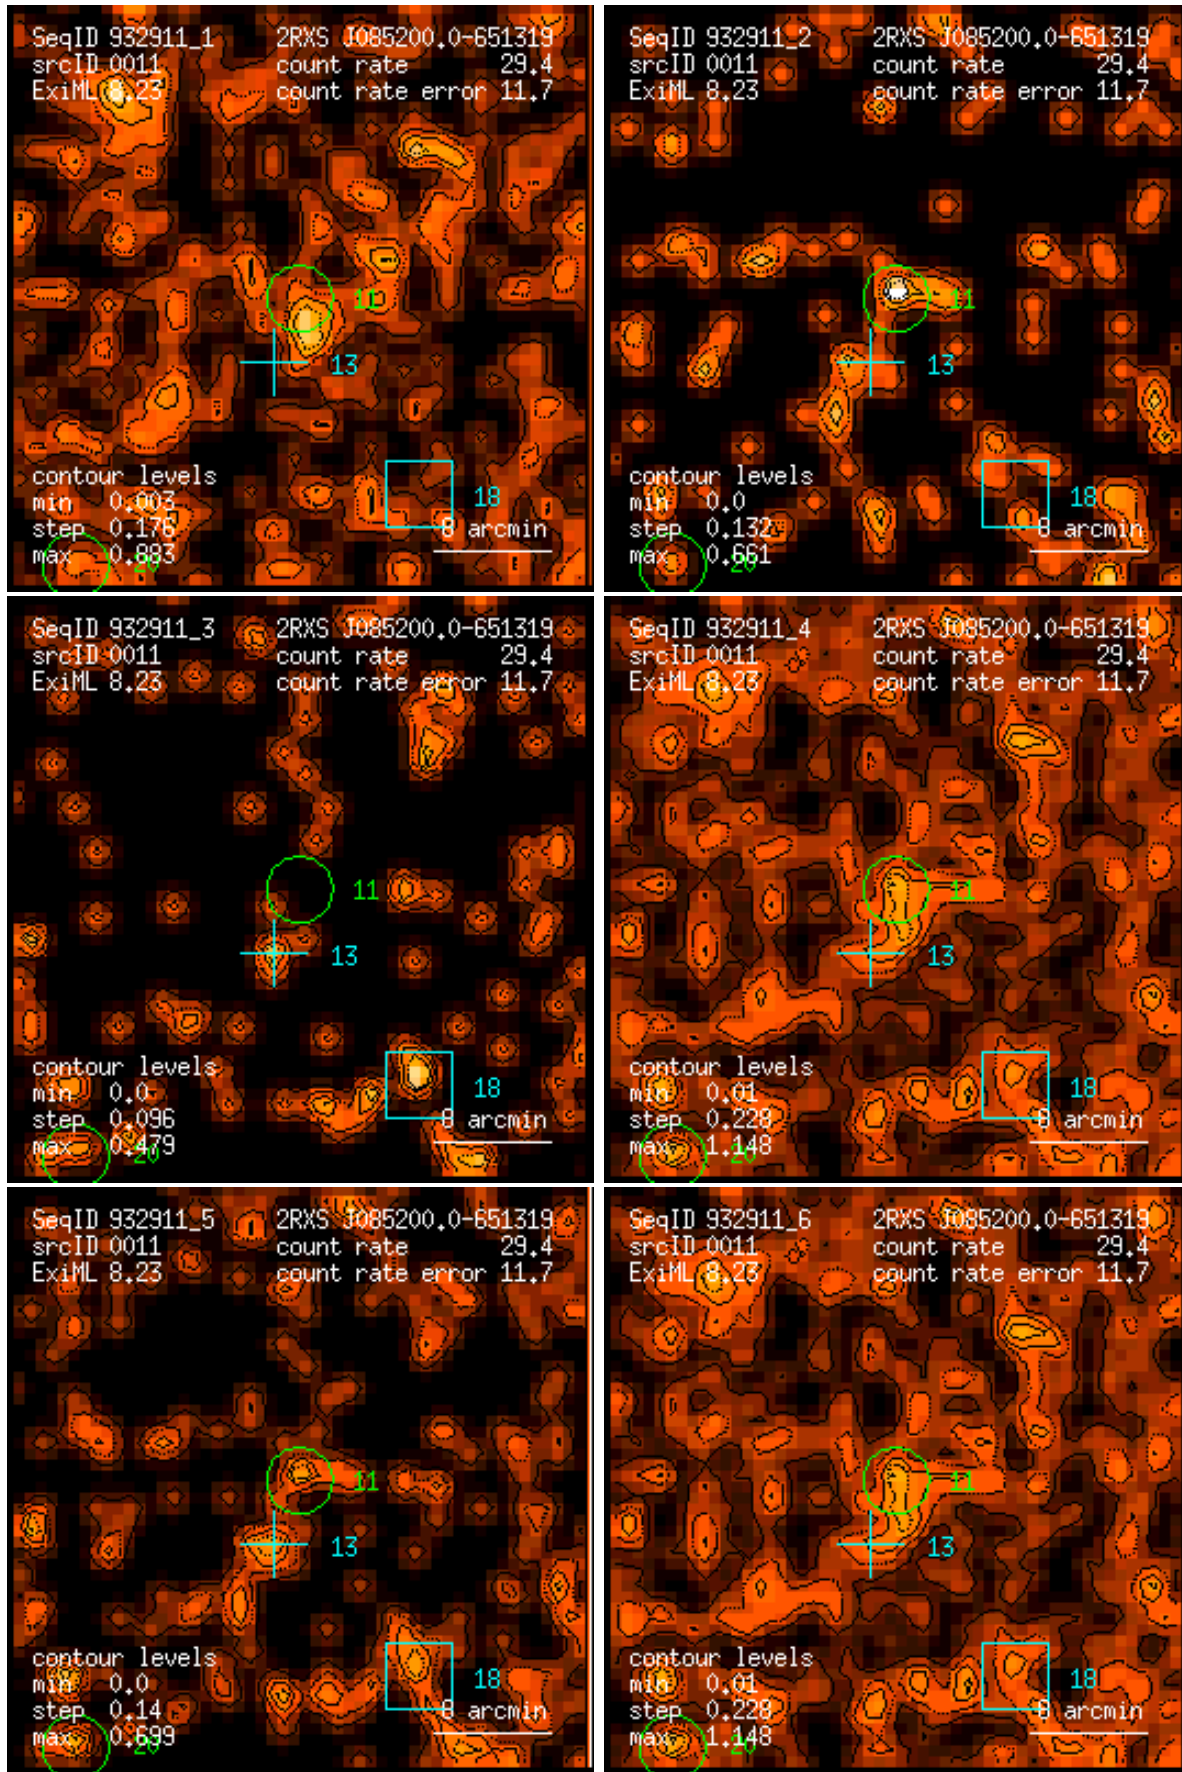 SeqID 932911_1 2RXS J085200.0-651319
srcID 0011 count rate 29.4
ExiML 8.23 count rate error 11.7
11
13
contour levels
min 0.003
18
step 0.176
8 arcmin
max 0.883
20
SeqID 932911_2 2RXS J085200.0-651319
srcID 0011 count rate 29.4
ExiML 8.23 count rate error 11.7
11
13
contour levels
min 0.0
18
step 0.132
8 arcmin
max 0.661
20
SeqID 932911_3 2RXS J085200.0-651319
srcID 0011 count rate 29.4
ExiML 8.23 count rate error 11.7
11
13
contour levels
min 0.0
18
step 0.096
8 arcmin
max 0.479
20
SeqID 932911_4 2RXS J085200.0-651319
srcID 0011 count rate 29.4
ExiML 8.23 count rate error 11.7
11
13
contour levels
min 0.01
18
step 0.228
8 arcmin
max 1.148
20
SeqID 932911_5 2RXS J085200.0-651319
srcID 0011 count rate 29.4
ExiML 8.23 count rate error 11.7
11
13
contour levels
min 0.0
18
step 0.14
8 arcmin
max 0.699
20
SeqID 932911_6 2RXS J085200.0-651319
srcID 0011 count rate 29.4
ExiML 8.23 count rate error 11.7
11
13
contour levels
min 0.01
18
step 0.228
8 arcmin
max 1.148
20